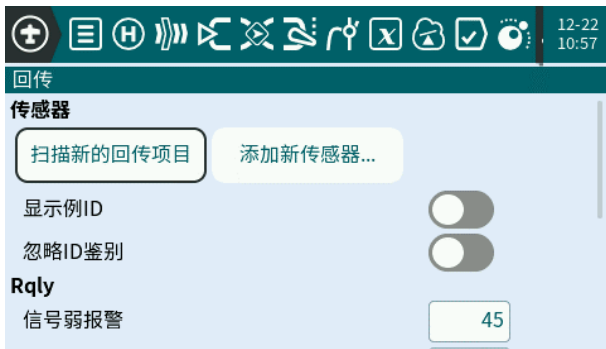 H
x
12-22
10:57
回传
传感器
扫描新的回传项目
添加新传感器...
显示例ID
忽略ID鉴别
Rqly
信号弱报警
45